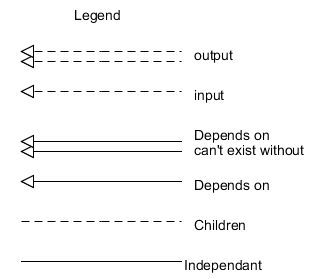 Legend
output
input
Depends on
can't exist without
Depends on
Children
Independant